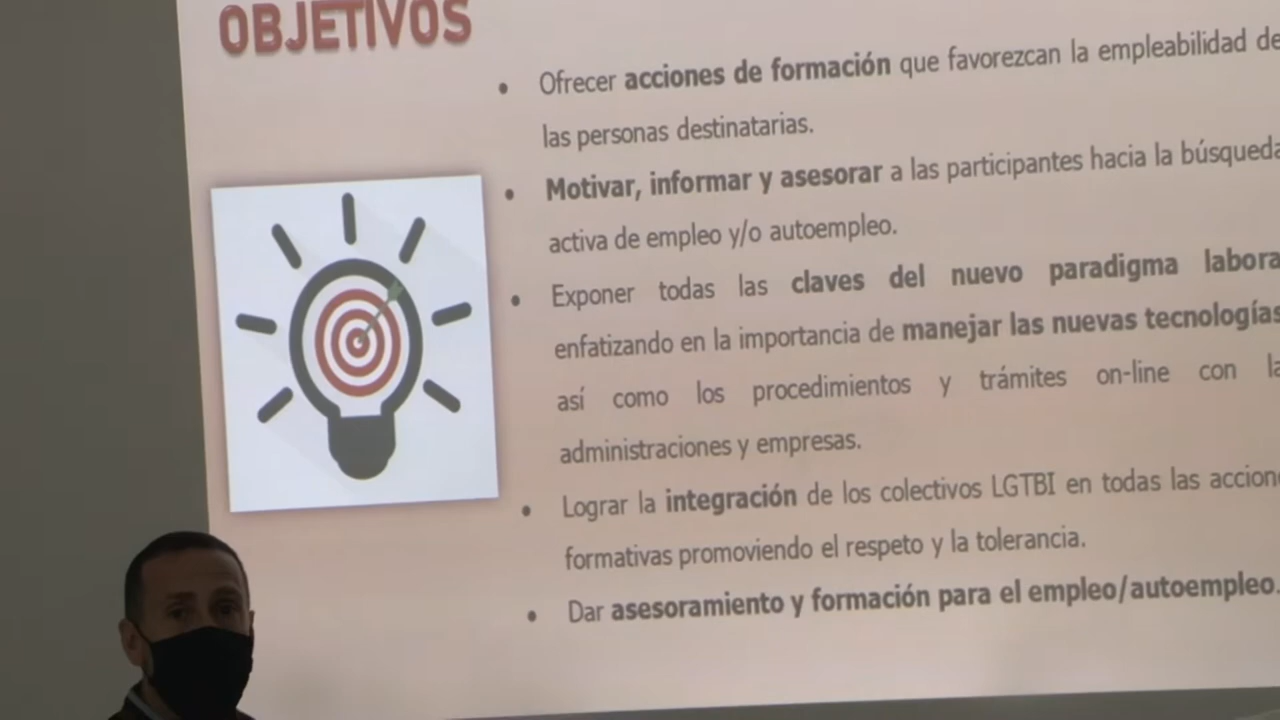 OBJETIVOS
• Ofrecer acciones de formación que favorezcan la empleabilidad de
las personas destinatarias.
• Motivar, informar y asesorar a las participantes hacia la búsqueda
activa de empleo y/o autoempleo.
• Exponer todas las claves del nuevo paradigma labora
enfatizando en la importancia de manejar las nuevas tecnologías
así como los procedimientos y trámites on-line con la
administraciones y empresas.
• Lograr la integración de los colectivos LGTBI en todas las accion
formativas promoviendo el respeto y la tolerancia.
• Dar asesoramiento y formación para el empleo/autoempleo.